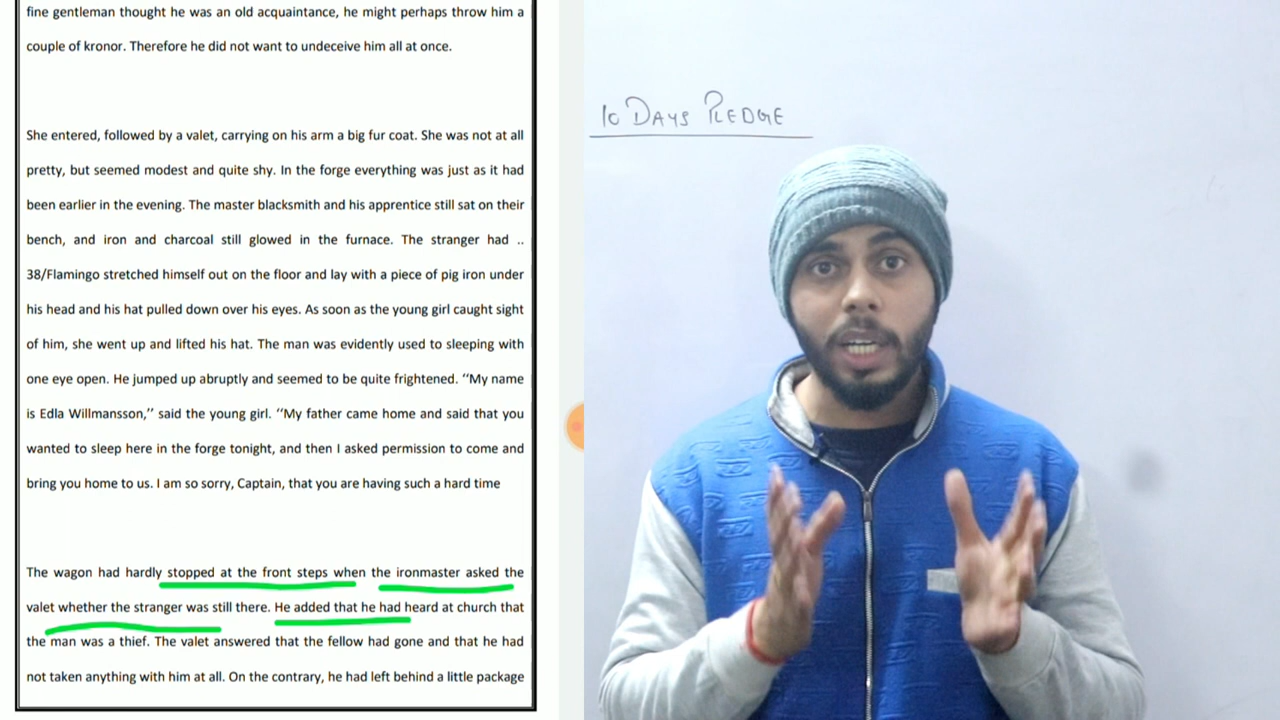 fine gentleman thought he was an old acquaintance, he might perhaps throw him a
couple of kronor. Therefore he did not want to undeceive him all at once.
She entered, followed by a valet, carrying on his arm a big fur coat. She was not at all
pretty, but seemed modest and quite shy. In the forge everything was just as it had
been earlier in the evening. The master blacksmith and his apprentice still sat on their
bench, and iron and charcoal still glowed in the furnace. The stranger had ..
38/Flamingo stretched himself out on the floor and lay with a piece of pig iron under
his head and his hat pulled down over his eyes. As soon as the young girl caught sight
of him, she went up and lifted his hat. The man was evidently used to sleeping with
one eye open. He jumped up abruptly and seemed to be quite frightened. “My name
is Edla Willmansson,” said the young girl. “My father came home and said that you
wanted to sleep here in the forge tonight, and then I asked permission to come and
bring you home to us. I am so sorry, Captain, that you are having such a hard time
The wagon had hardly stopped at the front steps when the ironmaster asked the
valet whether the stranger was still there. He added that he had heard at church that
the man was a thief. The valet answered that the fellow had gone and that he had
not taken anything with him at all. On the contrary, he had left behind a little package
10 DAYS PLEDGE